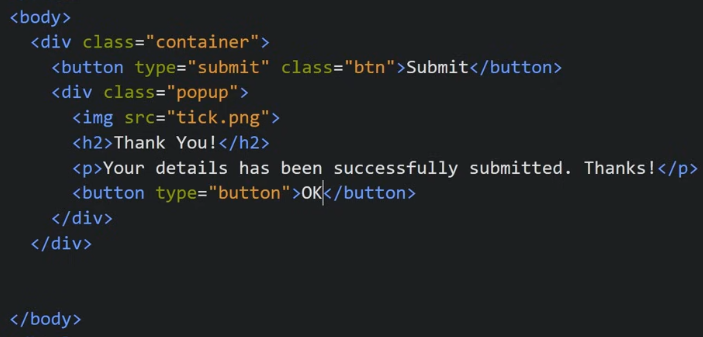 <body>
<div class="container">
<button type="submit" class="btn">Submit</button>
<div class="popup">
<img src="tick.png">
<h2>Thank You!</h2>
<p>Your details has been successfully submitted. Thanks!</p>
<button type="button">OK</button>
</div>
</div>
</body>